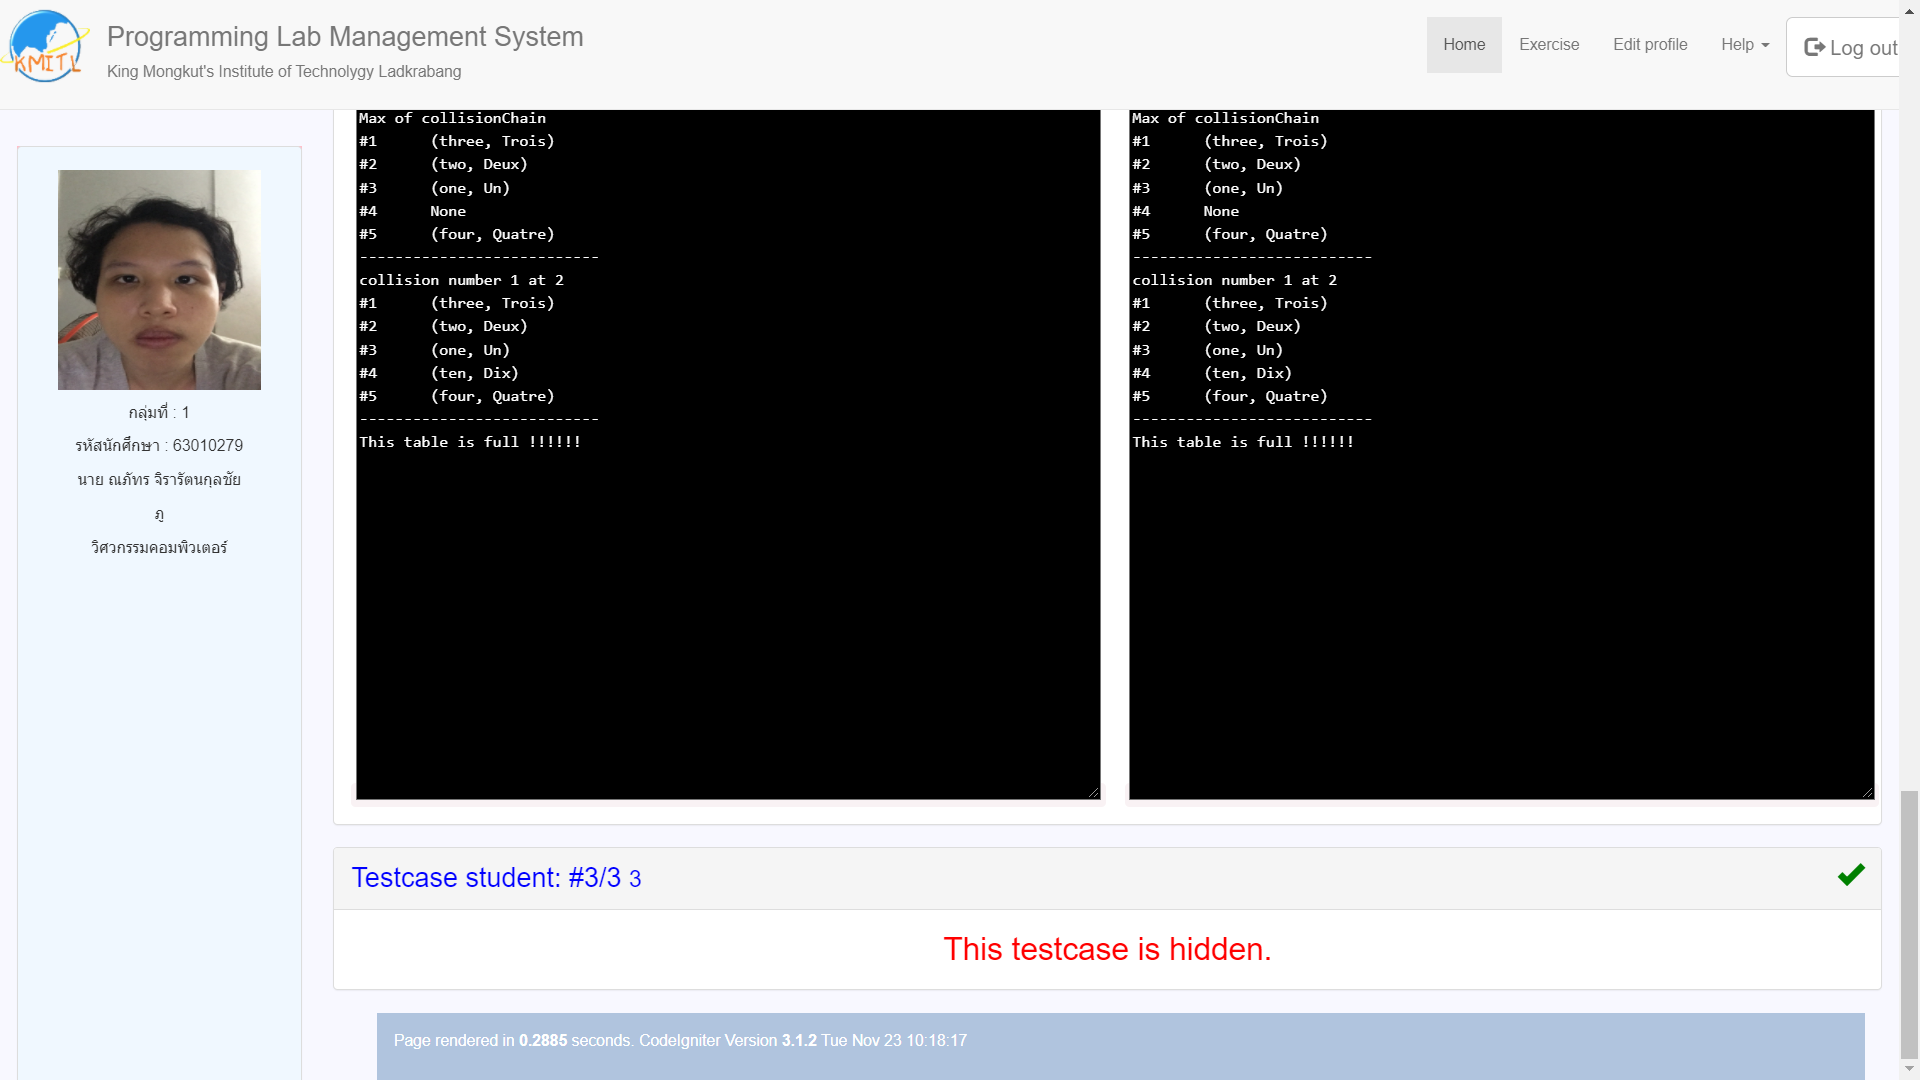 KMITL
Programming Lab Management System
King Mongkut's Institute of Technolygy Ladkrabang
Home
Exercise
Edit profile
Help
Log out
กลุ่มที่ : 1
รหัสนักศึกษา : 63010279
นาย ณภัทร จิรารัตนกุลชัย
ภู
วิศวกรรมคอมพิวเตอร์
Max of collisionChain
#1 (three, Trois)
#2 (two, Deux)
#3 (one, Un)
#4 None
#5 (four, Quatre)
---------------------------
collision number 1 at 2
#1 (three, Trois)
#2 (two, Deux)
#3 (one, Un)
#4 (ten, Dix)
#5 (four, Quatre)
---------------------------
This table is full !!!!!!
Max of collisionChain
#1 (three, Trois)
#2 (two, Deux)
#3 (one, Un)
#4 None
#5 (four, Quatre)
---------------------------
collision number 1 at 2
#1 (three, Trois)
#2 (two, Deux)
#3 (one, Un)
#4 (ten, Dix)
#5 (four, Quatre)
---------------------------
This table is full !!!!!!
Testcase student: #3/3 3
This testcase is hidden.
Page rendered in 0.2885 seconds. CodeIgniter Version 3.1.2 Tue Nov 23 10:18:17